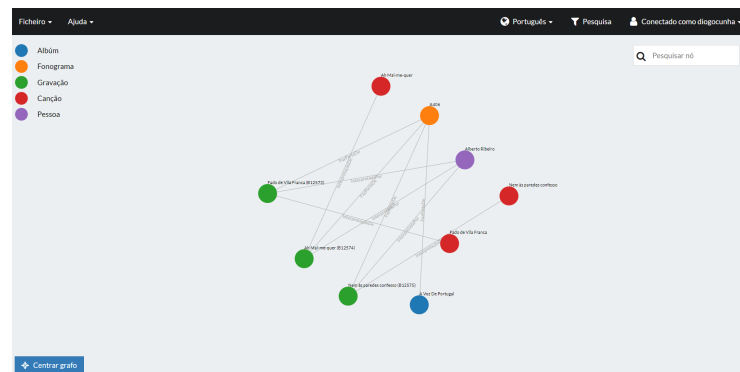 Ficheiro Ajuda Português Pesquisa Conectado como diogocunha
Albúm
Fonograma
Gravação
Canção
Pessoa
Pesquisar nó
Ah Mal-me-quer
Alberto Ribeiro
Fado de Vila Franca (B12573)
Nem às paredes confesso
Fado de Vila Franca
Ah Mal-me-quer (B12574)
Nem às paredes confesso (B12575)
A Voz De Portugal
Centrar grafo